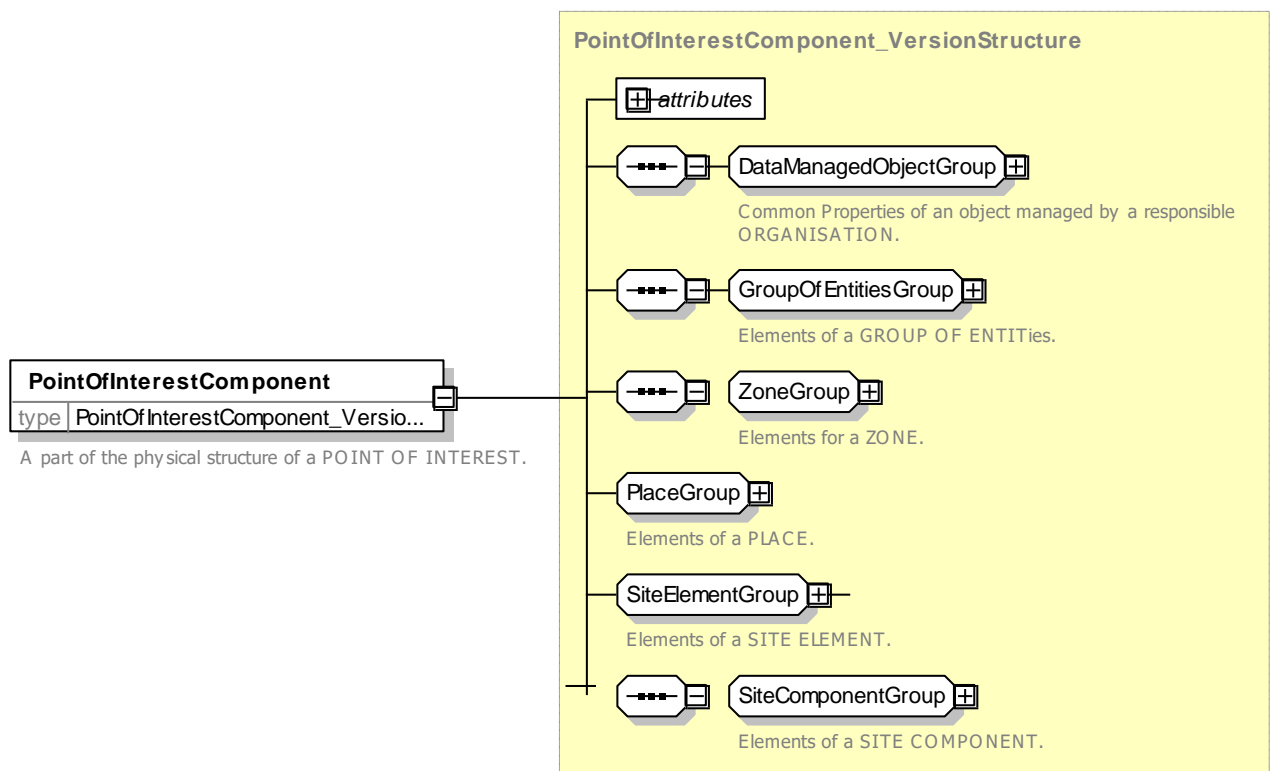 PointOfInterestComponent_VersionStructure
attributes
DataManagedObjectGroup
Common Properties of an object managed by a responsible
ORGANISATION.
GroupOfEntitiesGroup
Elements of a GROUP OF ENTITies.
PointOfInterestComponent
type PointOfInterestComponent_Versio...
A part of the physical structure of a POINT OF INTEREST.
ZoneGroup
Elements for a ZONE.
PlaceGroup
Elements of a PLACE.
SiteElementGroup
Elements of a SITE ELEMENT.
SiteComponentGroup
Elements of a SITE COMPONENT.